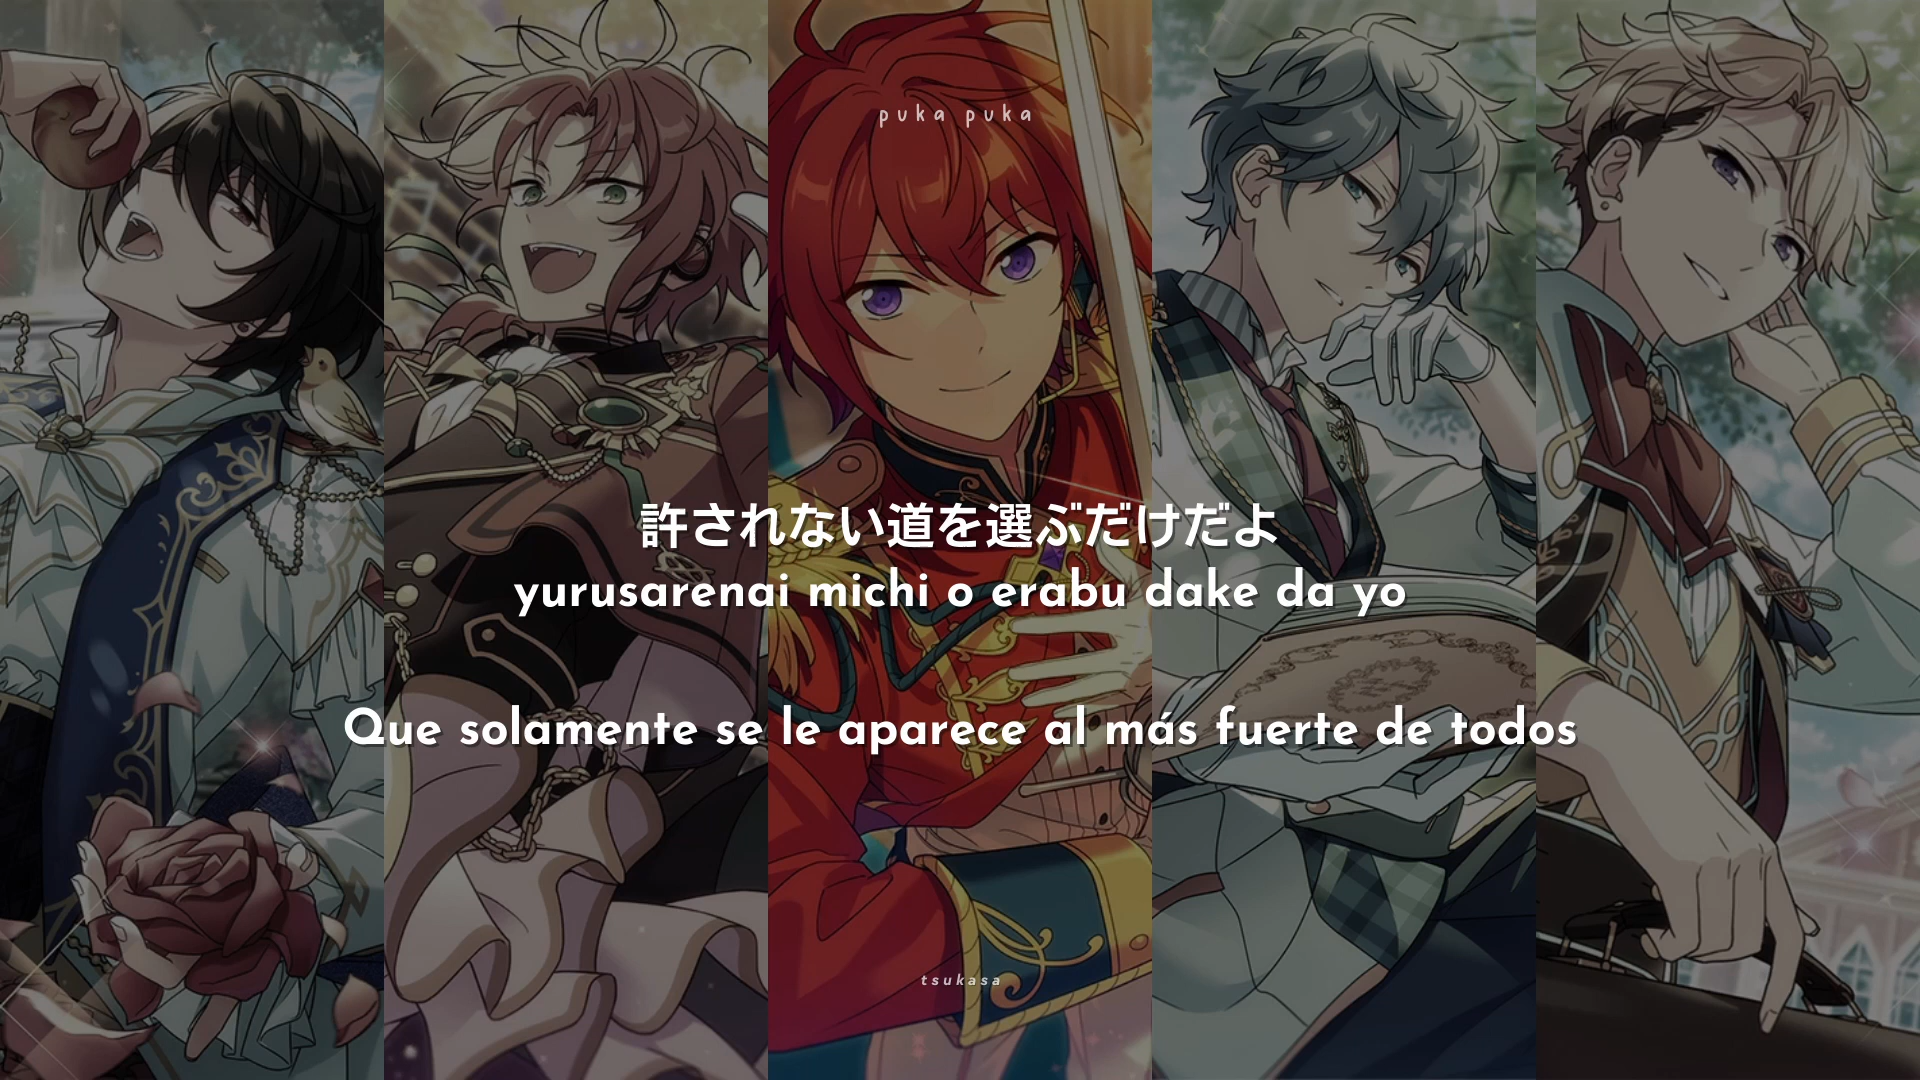 puka puka
許されない道を選ぶだけだよ
yurusarenai michi o erabu dake da yo
Que solamente se le aparece al más fuerte de todos
tsukasa